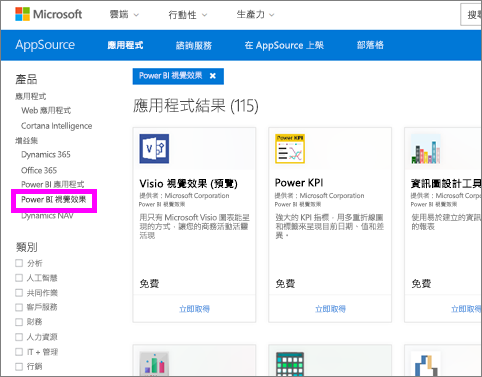 Microsoft 雲端 行動性 生產力 搜尋
AppSource 應用程式 諮詢服務 在 AppSource 上架 部落格
產品
應用程式
Web 應用程式
Cortana Intelligence
增益集
Dynamics 365
Office 365
Power BI 應用程式
Power BI 視覺效果
Dynamics NAV
類別
分析
人工智慧
共同作業
客戶服務
財務
人力資源
IT + 管理
行銷
Power BI 視覺效果 ×
應用程式結果 (115)
Visio 視覺效果 (預覽)
提供者：Microsoft Corporation
Power BI 視覺效果
用只有 Microsoft Visio 圖表能呈
現的方式，讓您的商務活動活靈
活現
免費
立即取得
Power KPI
KPI
提供者：Microsoft Corporation
Power BI 視覺效果
強大的 KPI 指標，用多重折線圖
和標籤來呈現目前日期、值和差
異。
免費
立即取得
資訊圖設計工具
提供者：Microsoft Corporation
Power BI 視覺效果
使用易於建立的資訊
的報表
免費
立即取得